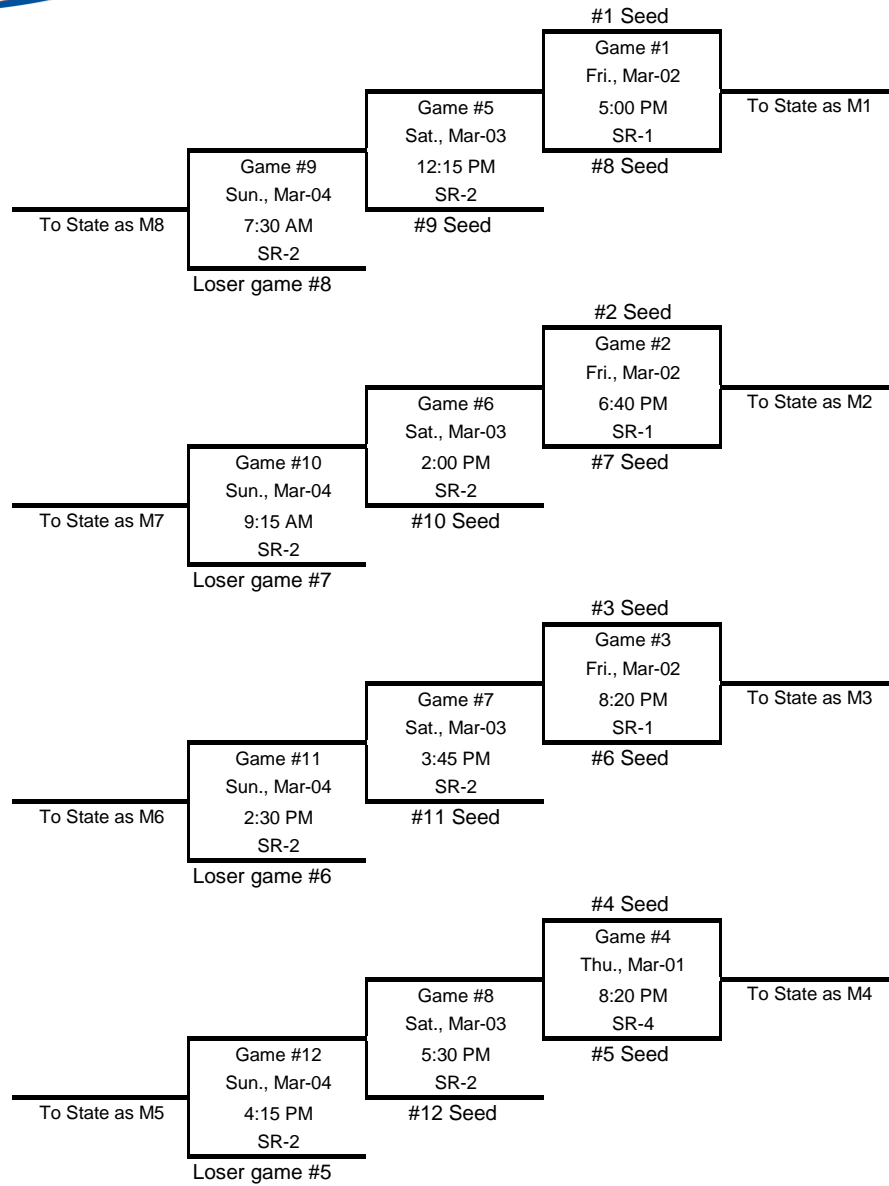 #1 Seed
Game #1
Fri., Mar-02
5:00 PM
SR-1
#8 Seed
To State as M1
Game #5
Sat., Mar-03
12:15 PM
SR-2
#9 Seed
Game #9
Sun., Mar-04
7:30 AM
SR-2
Loser game #8
To State as M8
#2 Seed
Game #2
Fri., Mar-02
6:40 PM
SR-1
#7 Seed
To State as M2
Game #6
Sat., Mar-03
2:00 PM
SR-2
#10 Seed
Game #10
Sun., Mar-04
9:15 AM
SR-2
Loser game #7
To State as M7
#3 Seed
Game #3
Fri., Mar-02
8:20 PM
SR-1
#6 Seed
To State as M3
Game #7
Sat., Mar-03
3:45 PM
SR-2
#11 Seed
Game #11
Sun., Mar-04
2:30 PM
SR-2
Loser game #6
To State as M6
#4 Seed
Game #4
Thu., Mar-01
8:20 PM
SR-4
#5 Seed
To State as M4
Game #8
Sat., Mar-03
5:30 PM
SR-2
#12 Seed
Game #12
Sun., Mar-04
4:15 PM
SR-2
Loser game #5
To State as M5